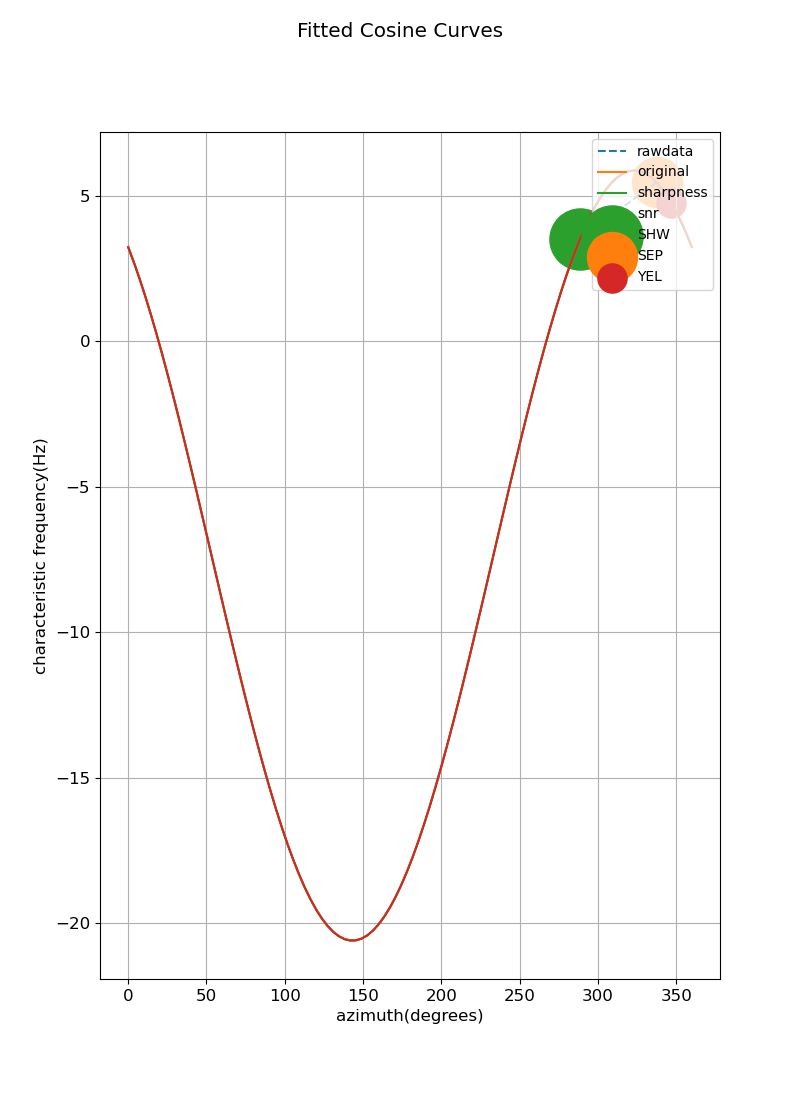 Fitted Cosine Curves
rawdata
original
sharpness
snr
SHW
SEP
YEL
5
0
−5
−10
−15
−20
characteristic frequency(Hz)
0 50 100 150 200 250 300 350
azimuth(degrees)